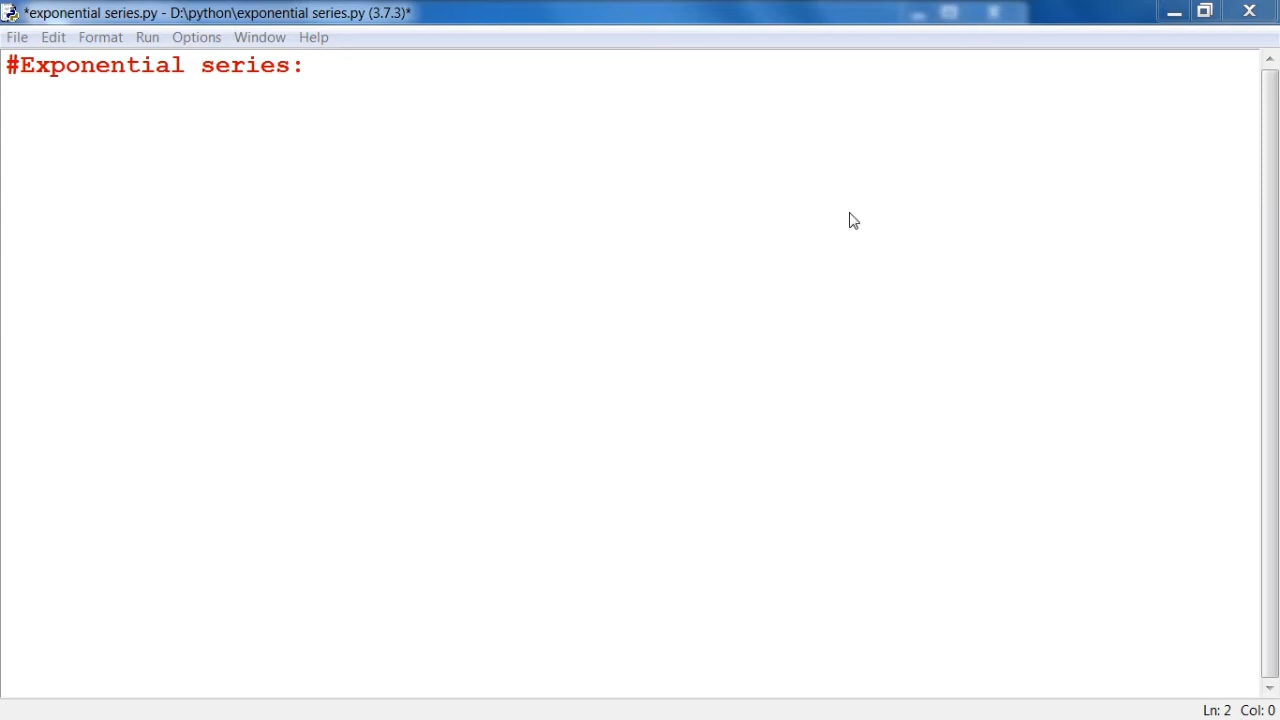 *exponential series.py - D:\python\exponential series.py (3.7.3)*
File Edit Format Run Options Window Help
#Exponential series:
Ln: 2 Col: 0